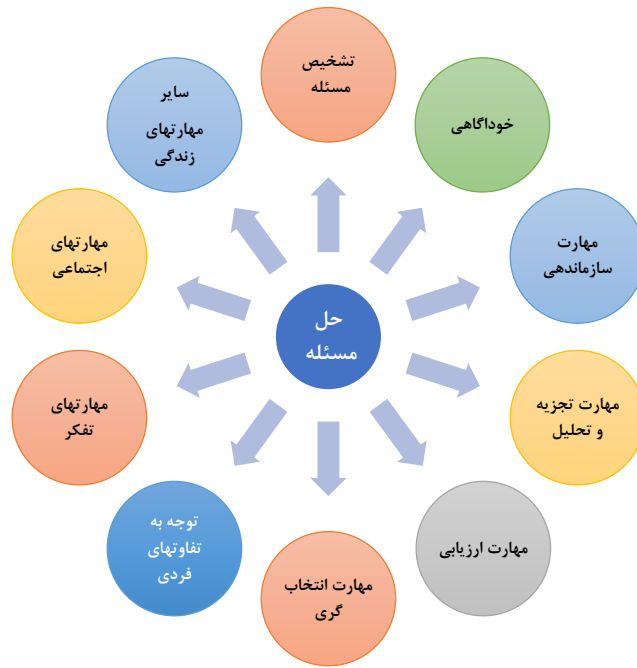 تشخیص
مسئله
خوداگاهی
مهارت
سازماندهی
مهارت تجزیه
و تحلیل
مهارت ارزیابی
مهارت انتخاب
گری
توجه به
تفاوتهای
فردی
مهارتهای
تفکر
مهارتهای
اجتماعی
سایر
مهارتهای
زندگی
حل
مسئله